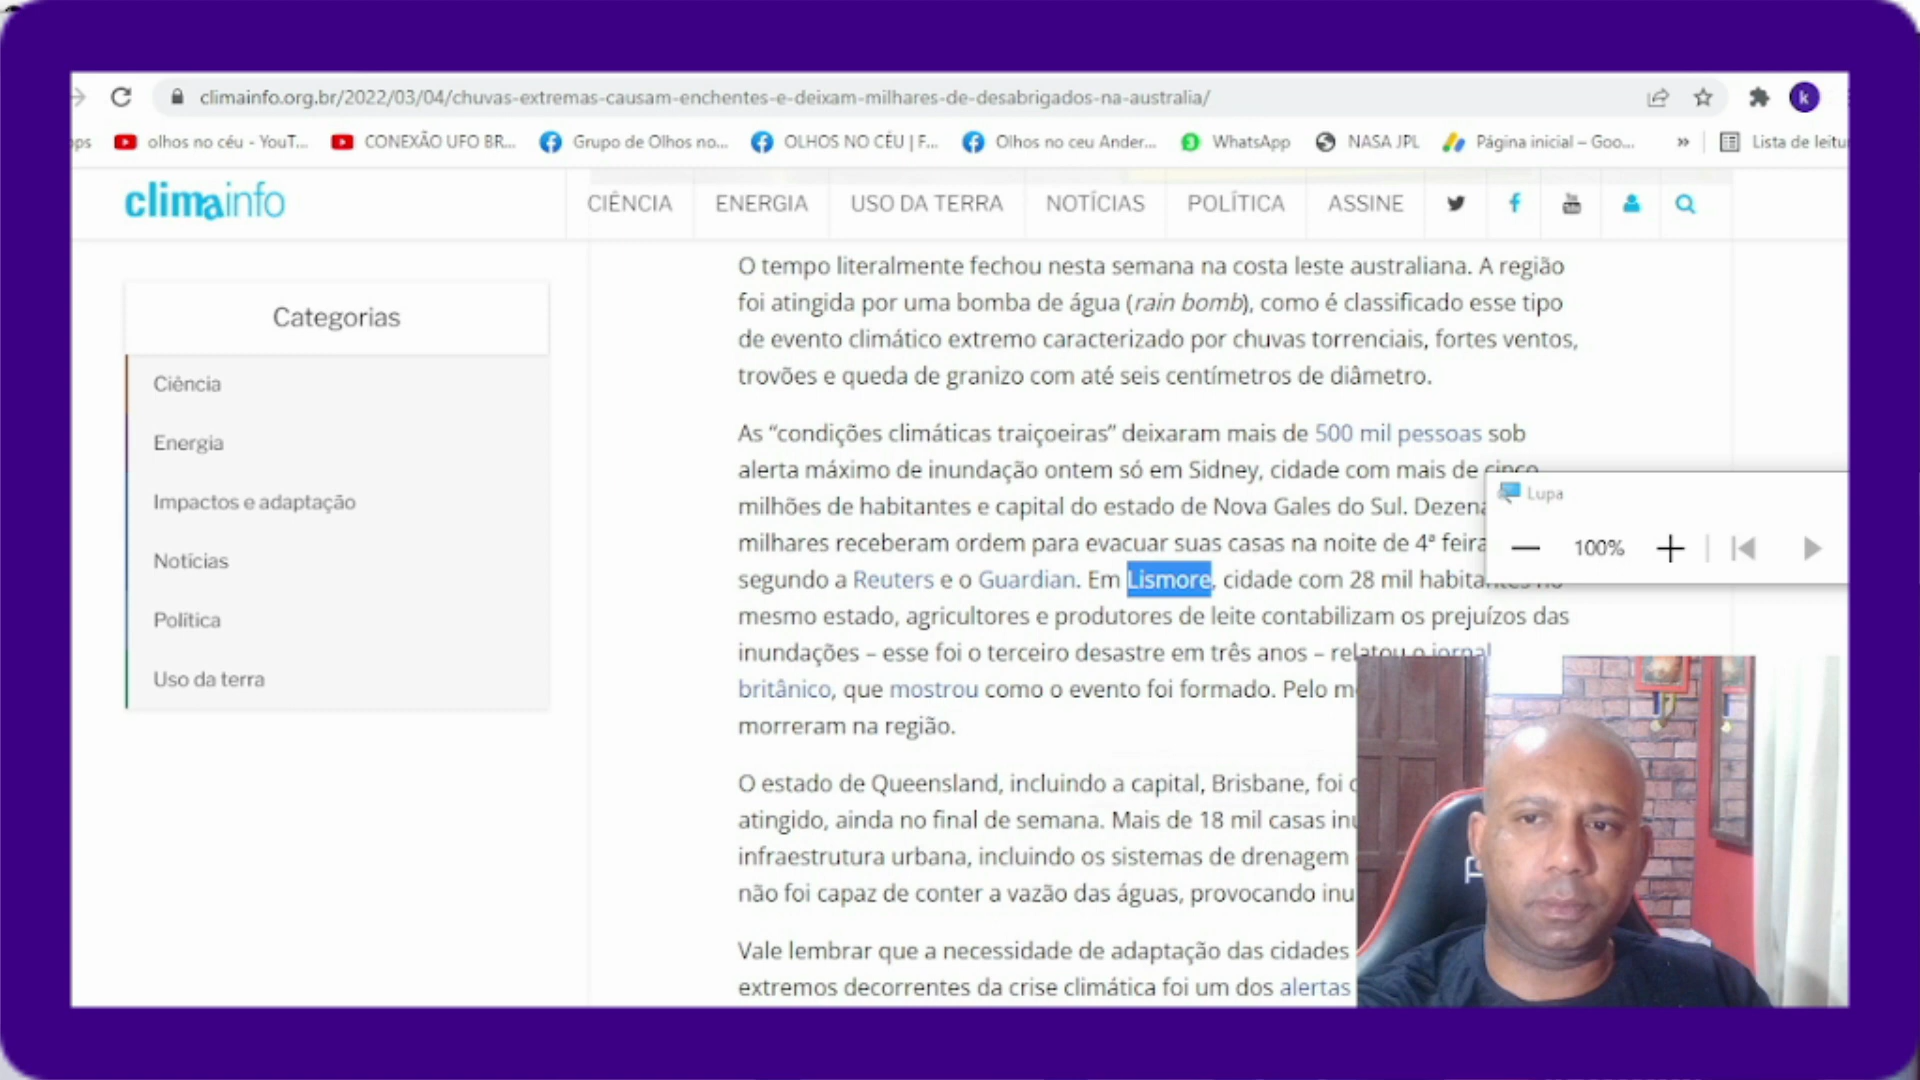 climainfo.org.br/2022/03/04/chuvas-extremas-causam-enchentes-e-deixam-milhares-de-desabrigados-na-australia/
k
olhos no céu - YouT... CONEXÃO UFO BR... Grupo de Olhos no... OLHOS NO CÉU | F... Olhos no ceu Ander... WhatsApp NASA JPL Página inicial – Goo... » Lista de leitu
climainfo CIÊNCIA ENERGIA USO DA TERRA NOTÍCIAS POLÍTICA ASSINE
Categorias
Ciência
Energia
Impactos e adaptação
Notícias
Política
Uso da terra
O tempo literalmente fechou nesta semana na costa leste australiana. A região
foi atingida por uma bomba de água (rain bomb), como é classificado esse tipo
de evento climático extremo caracterizado por chuvas torrenciais, fortes ventos,
trovões e queda de granizo com até seis centímetros de diâmetro.
As “condições climáticas traiçoeiras” deixaram mais de 500 mil pessoas sob
alerta máximo de inundação ontem só em Sidney, cidade com mais de cinco
milhões de habitantes e capital do estado de Nova Gales do Sul. Dezena
milhares receberam ordem para evacuar suas casas na noite de 4ª feira
segundo a Reuters e o Guardian. Em Lismore, cidade com 28 mil habitantes no
mesmo estado, agricultores e produtores de leite contabilizam os prejuízos das
inundações – esse foi o terceiro desastre em três anos – relatou o jornal
britânico, que mostrou como o evento foi formado. Pelo m
morreram na região.
O estado de Queensland, incluindo a capital, Brisbane, foi
atingido, ainda no final de semana. Mais de 18 mil casas inu
infraestrutura urbana, incluindo os sistemas de drenagem
não foi capaz de conter a vazão das águas, provocando inu
Vale lembrar que a necessidade de adaptação das cidades
extremos decorrentes da crise climática foi um dos alertas
Lupa
100%